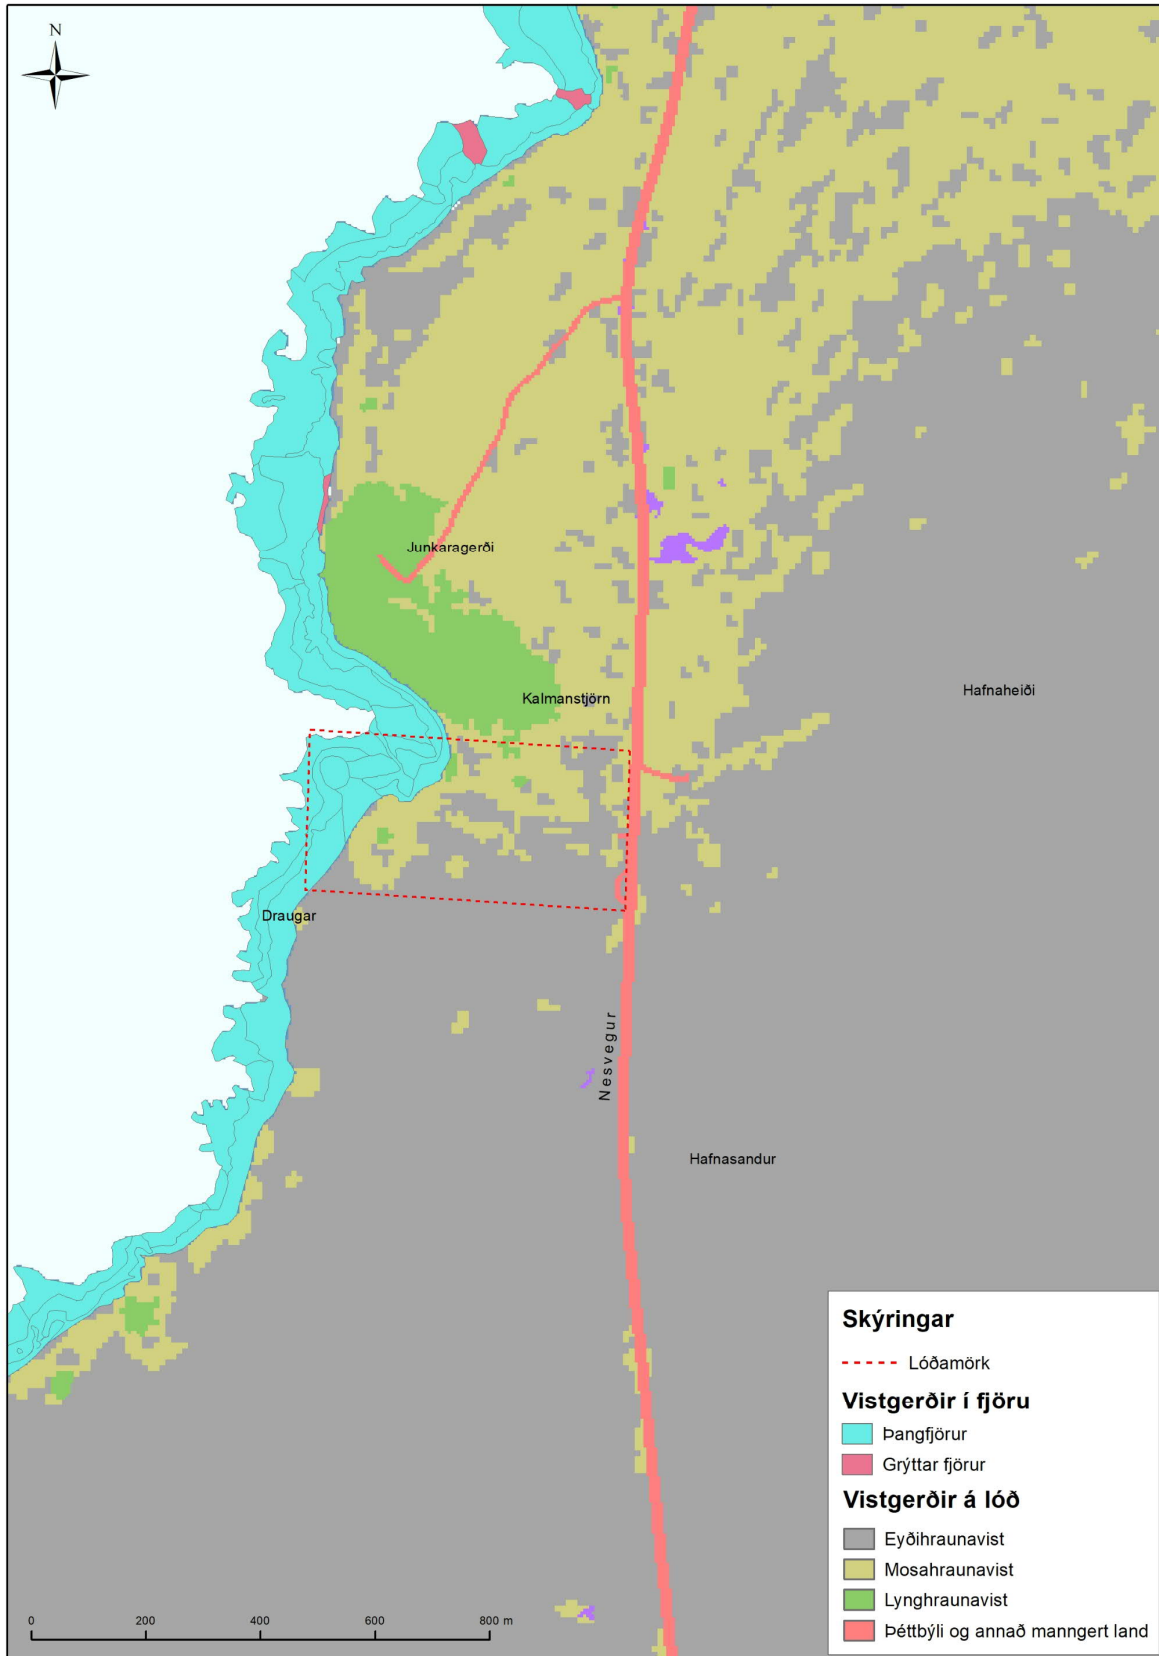 N
Junkaragerði
Kalmanstjörn
Hafnaheiði
Draugar
Nesvegur
Hafnasandur
Skýringar
Lóðamörk
Vistgerðir í fjöru
Þangfjörur
Grýttar fjörur
Vistgerðir á lóð
Eyðihraunavist
Mosahraunavist
Lynghraunavist
Þéttbýli og annað manngert land
0 200 400 600 800 m